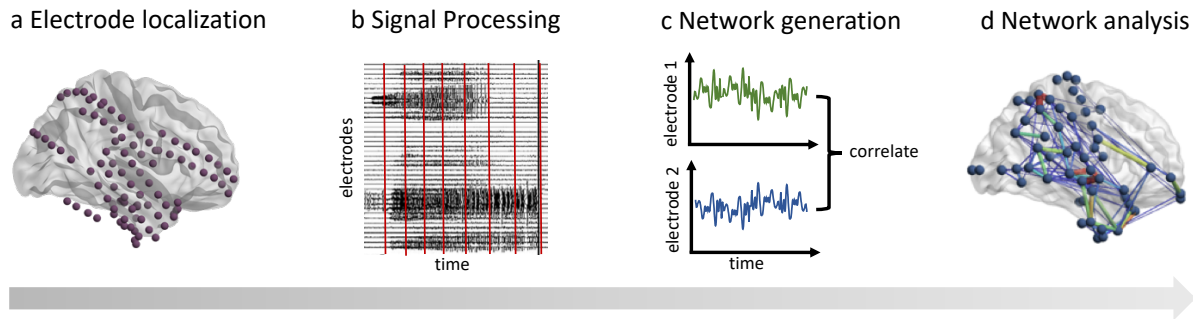 a Electrode localization
b Signal Processing
c Network generation
d Network analysis
electrodes
time
electrode 1
electrode 2
correlate
time